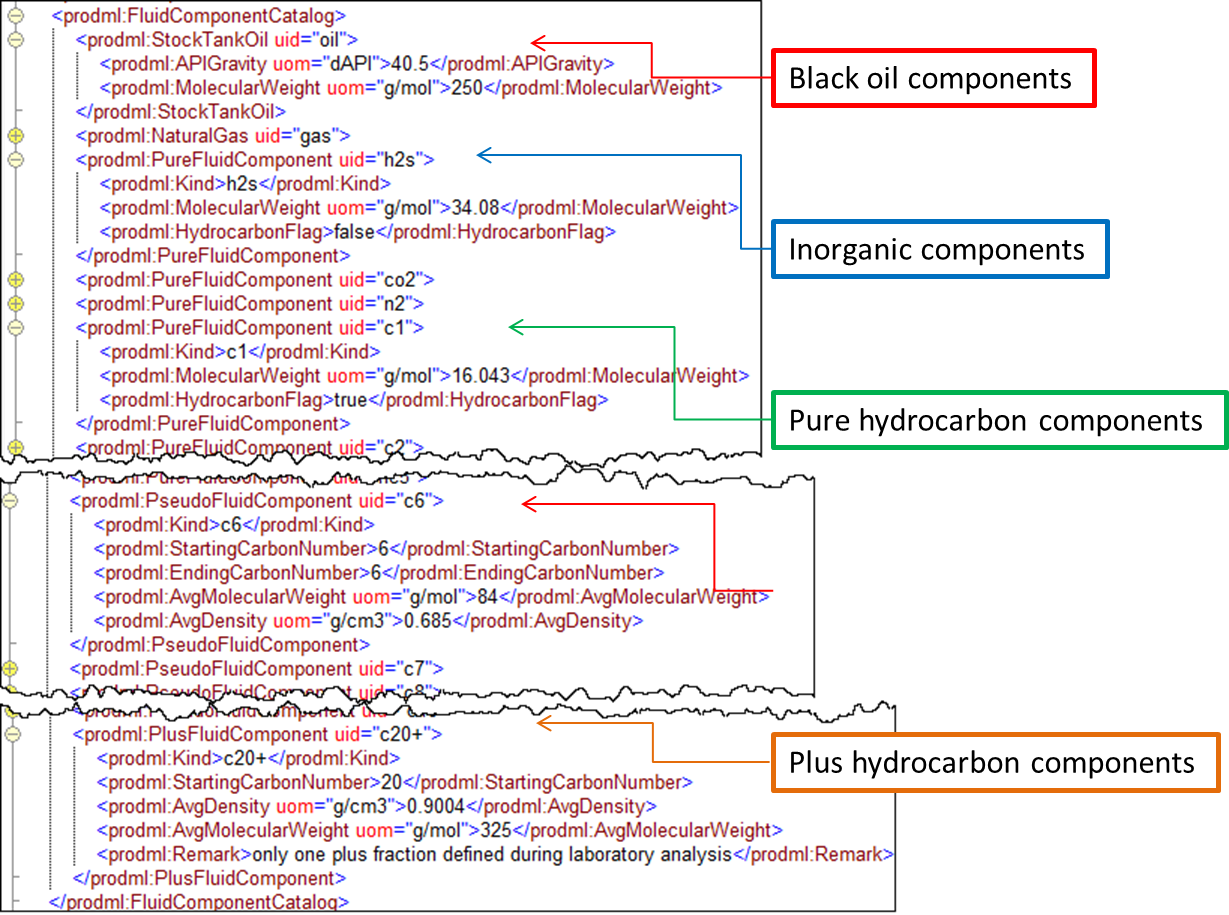 <prodml:FluidComponentCatalog>
<prodml:StockTankOil uid="oil">
<prodml:APIGravity uom="dAPI">40.5</prodml:APIGravity>
<prodml:MolecularWeight uom="g/mol">250</prodml:MolecularWeight>
</prodml:StockTankOil>
<prodml:NaturalGas uid="gas">
<prodml:PureFluidComponent uid="h2s">
<prodml:Kind>h2s</prodml:Kind>
<prodml:MolecularWeight uom="g/mol">34.08</prodml:MolecularWeight>
<prodml:HydrocarbonFlag>false</prodml:HydrocarbonFlag>
</prodml:PureFluidComponent>
<prodml:PureFluidComponent uid="co2">
<prodml:PureFluidComponent uid="n2">
<prodml:PureFluidComponent uid="c1">
<prodml:Kind>c1</prodml:Kind>
<prodml:MolecularWeight uom="g/mol">16.043</prodml:MolecularWeight>
<prodml:HydrocarbonFlag>true</prodml:HydrocarbonFlag>
</prodml:PureFluidComponent>
<prodml:PureFluidComponent uid="c2">
<prodml:PseudoFluidComponent uid="c6">
<prodml:Kind>c6</prodml:Kind>
<prodml:StartingCarbonNumber>6</prodml:StartingCarbonNumber>
<prodml:EndingCarbonNumber>6</prodml:EndingCarbonNumber>
<prodml:AvgMolecularWeight uom="g/mol">84</prodml:AvgMolecularWeight>
<prodml:AvgDensity uom="g/cm3">0.685</prodml:AvgDensity>
</prodml:PseudoFluidComponent>
<prodml:PseudoFluidComponent uid="c7">
<prodml:PseudoFluidComponent uid="c8">
<prodml:PlusFluidComponent uid="c20+">
<prodml:Kind>c20+</prodml:Kind>
<prodml:StartingCarbonNumber>20</prodml:StartingCarbonNumber>
<prodml:AvgDensity uom="g/cm3">0.9004</prodml:AvgDensity>
<prodml:AvgMolecularWeight uom="g/mol">325</prodml:AvgMolecularWeight>
<prodml:Remark>only one plus fraction defined during laboratory analysis</prodml:Remark>
</prodml:PlusFluidComponent>
</prodml:FluidComponentCatalog>
Black oil components
Inorganic components
Pure hydrocarbon components
Plus hydrocarbon components